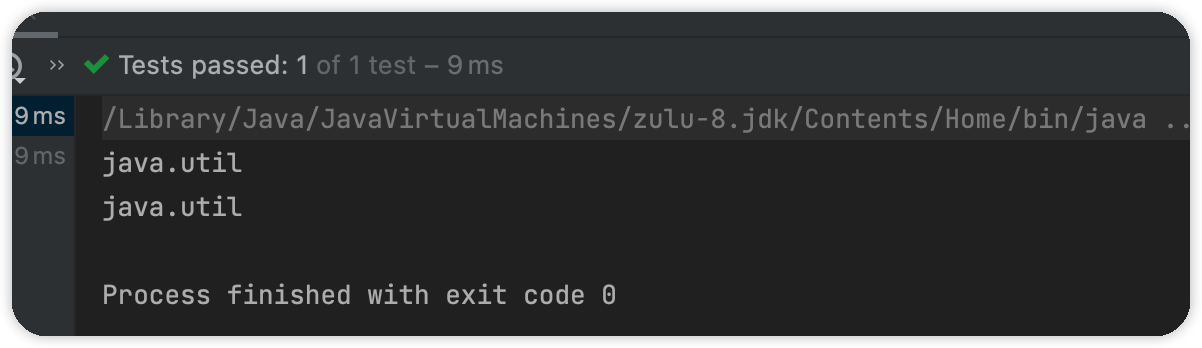 >> Tests passed: 1 of 1 test – 9 ms
9 ms /Library/Java/JavaVirtualMachines/zulu-8.jdk/Contents/Home/bin/java ..
9 ms java.util
java.util
Process finished with exit code 0